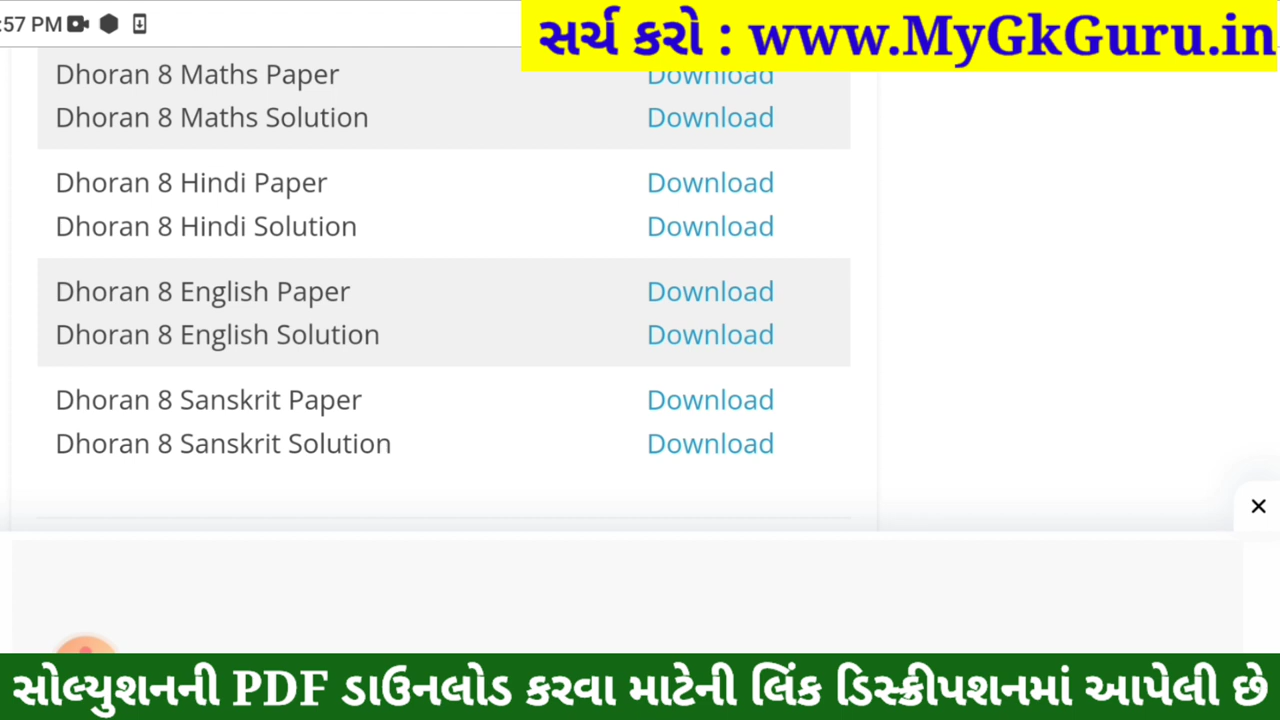 :57 PM
સર્ચ કરો : www.MyGkGuru.in
Dhoran 8 Maths Paper Download
Dhoran 8 Maths Solution Download
Dhoran 8 Hindi Paper Download
Dhoran 8 Hindi Solution Download
Dhoran 8 English Paper Download
Dhoran 8 English Solution Download
Dhoran 8 Sanskrit Paper Download
Dhoran 8 Sanskrit Solution Download
સોલ્યુશનની PDF ડાઉનલોડ કરવા માટેની લિંક ડિસ્ક્રીપશનમાં આપેલી છે